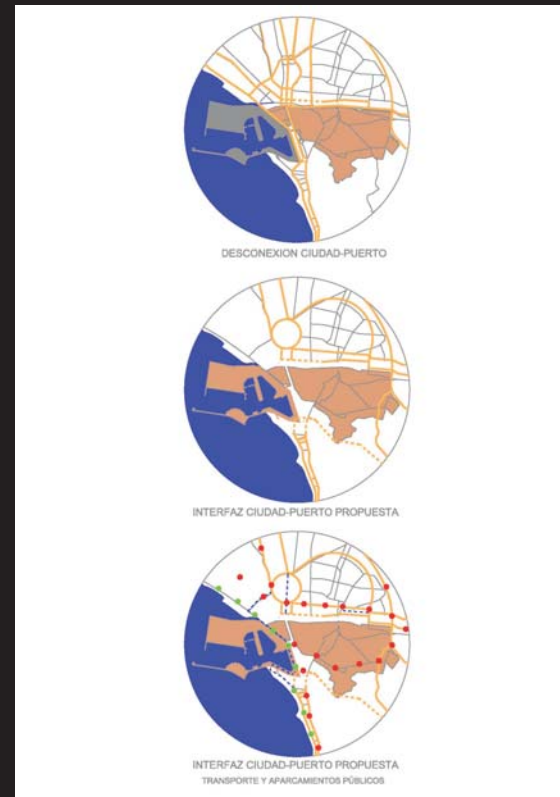 DESCONEXION CIUDAD-PUERTO
INTERFAZ CIUDAD-PUERTO PROPUESTA
INTERFAZ CIUDAD-PUERTO PROPUESTA
TRANSPORTE Y APARCAMIENTOS PÚBLICOS